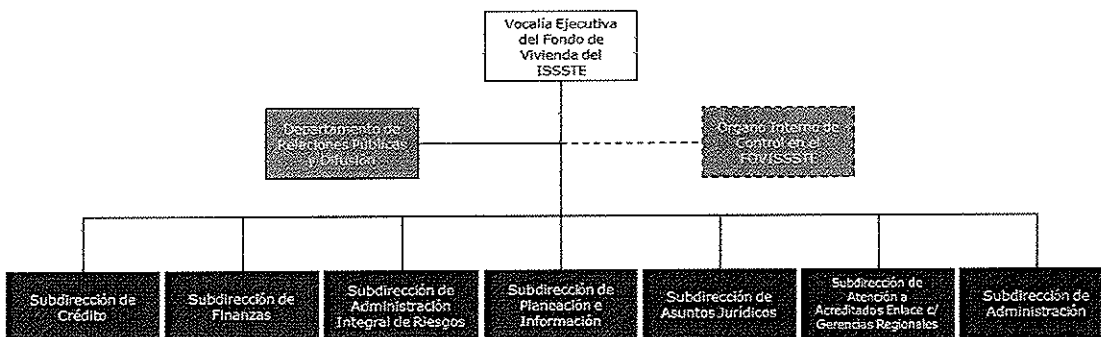 Vocalía Ejecutiva
del Fondo de
Vivienda del
ISSSTE
Departamento de
Relaciones Públicas
y Difusión
Organo Interno de
Control en el
FOVISSSTE
Subdirección de
Crédito
Subdirección de
Finanzas
Subdirección de
Administración
Integral de Riesgos
Subdirección de
Planeación e
Información
Subdirección de
Asuntos Jurídicos
Subdirección de
Atención a
Acreditados Enlace c/
Gerencias Regionales
Subdirección de
Administración